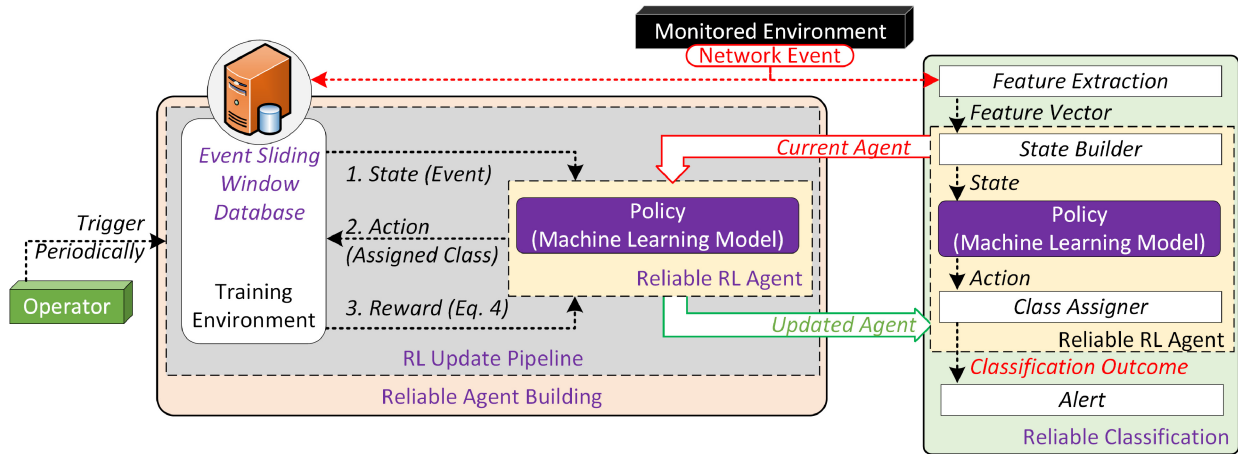 Monitored Environment
Network Event
Event Sliding
Window
Database
Training
Environment
Trigger
Periodically
Operator
1. State (Event)
2. Action
(Assigned Class)
3. Reward (Eq. 4)
Policy
(Machine Learning Model)
Reliable RL Agent
RL Update Pipeline
Reliable Agent Building
Current Agent
Updated Agent
Feature Extraction
Feature Vector
State Builder
State
Policy
(Machine Learning Model)
Action
Class Assigner
Reliable RL Agent
Classification Outcome
Alert
Reliable Classification